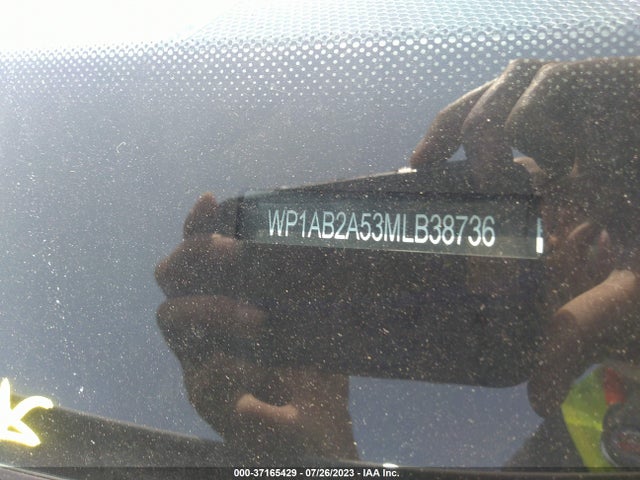 WP1AB2A53MLB38736
000-37165429 - 07/26/2023 - IAA Inc.